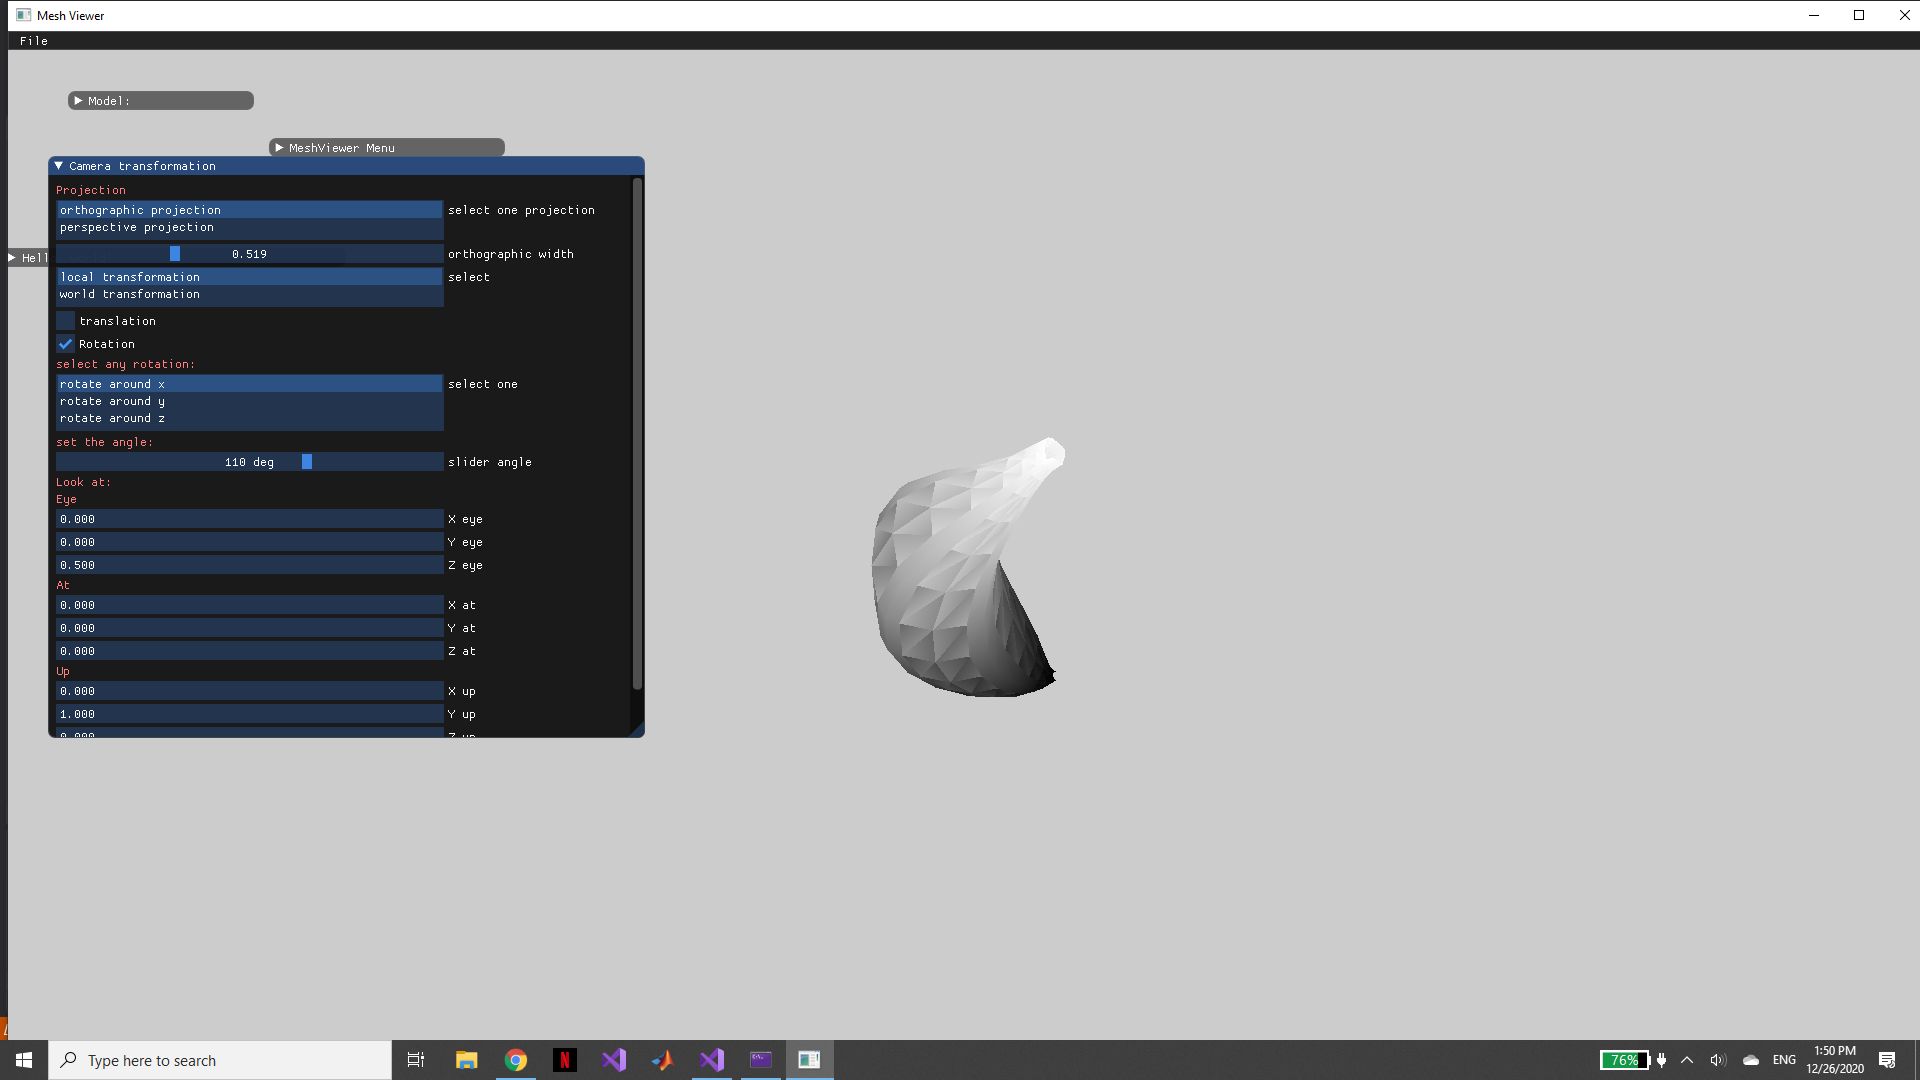 Mesh Viewer
File
Model:
MeshViewer Menu
Camera transformation
Projection
orthographic projection select one projection
perspective projection
0.519 orthographic width
Hell
local transformation select
world transformation
translation
Rotation
select any rotation:
rotate around x select one
rotate around y
rotate around z
set the angle:
110 deg slider angle
Look at:
Eye
0.000 X eye
0.000 Y eye
0.500 Z eye
At
0.000 X at
0.000 Y at
0.000 Z at
Up
0.000 X up
1.000 Y up
0.000 Z up
Type here to search
N
76%
ENG
1:50 PM
12/26/2020